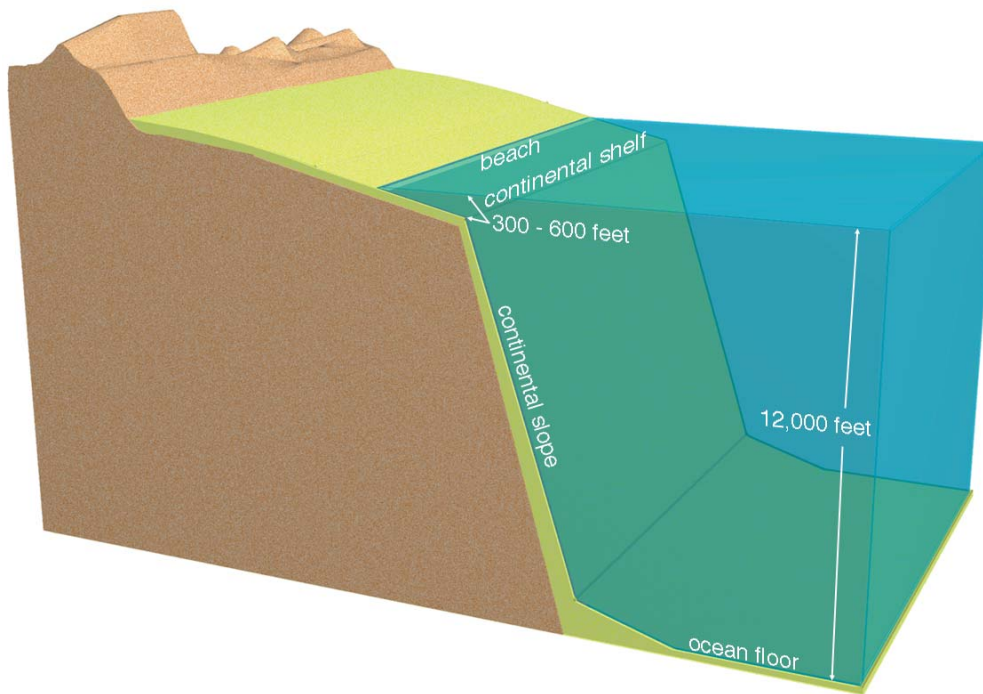 beach
continental shelf
300 - 600 feet
continental slope
12,000 feet
ocean floor